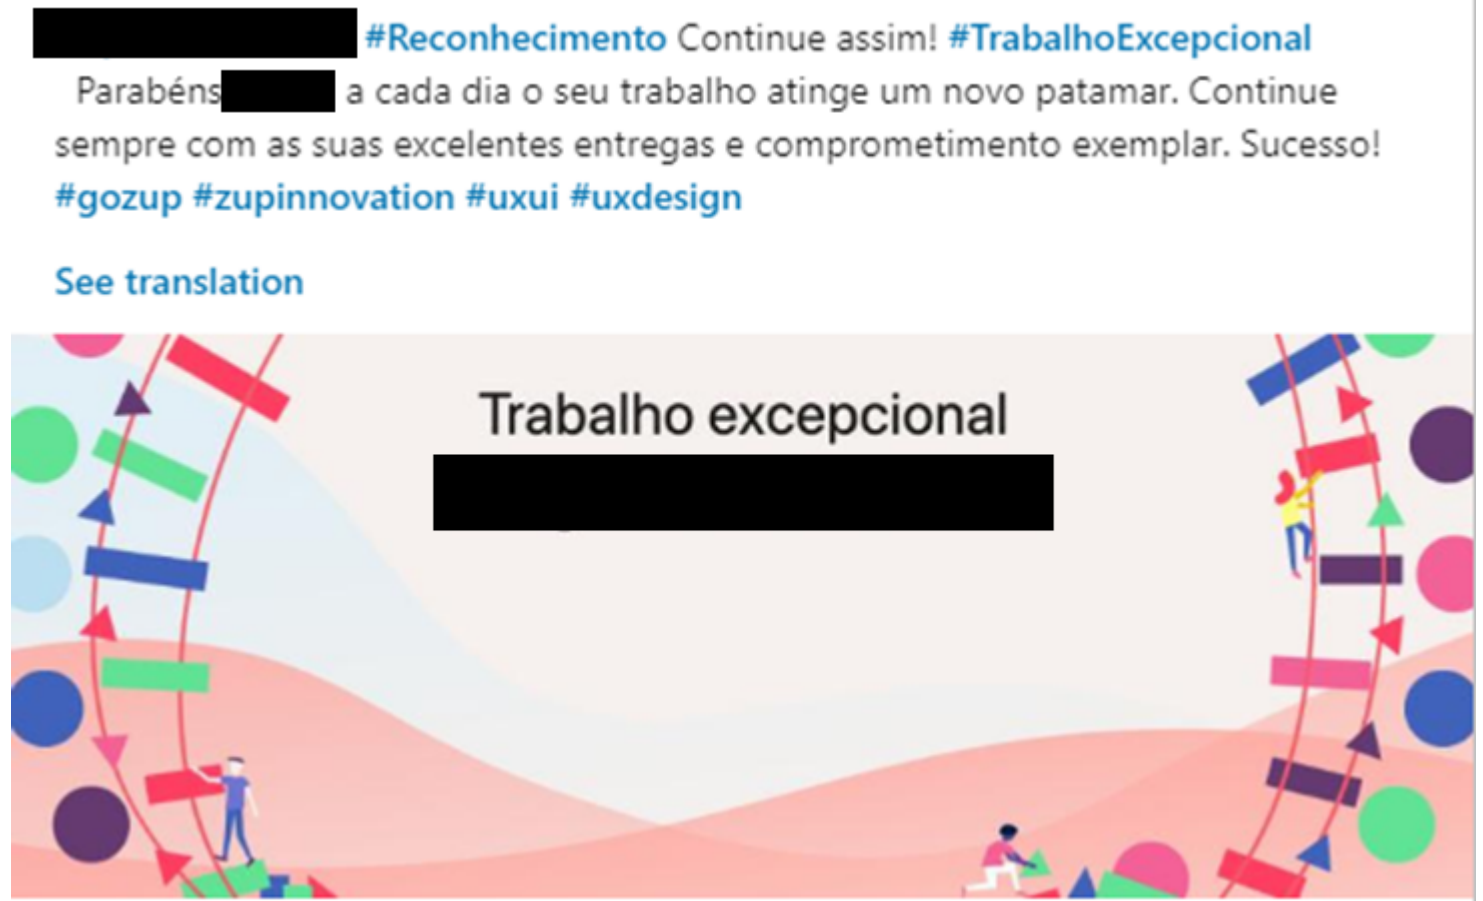 #Reconhecimento Continue assim! #TrabalhoExcepcional
Parabéns a cada dia o seu trabalho atinge um novo patamar. Continue
sempre com as suas excelentes entregas e comprometimento exemplar. Sucesso!
#gozup #zupinnovation #uxui #uxdesign
See translation
Trabalho excepcional